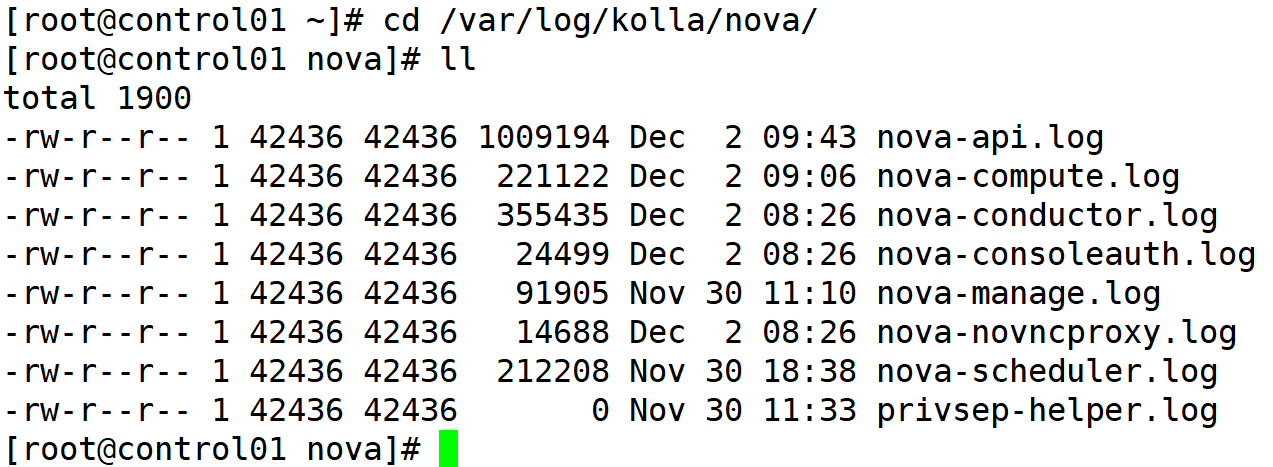 [root@control01 ~]# cd /var/log/kolla/nova/
[root@control01 nova]# ll
total 1900
-rw-r--r-- 1 42436 42436 1009194 Dec  2 09:43 nova-api.log
-rw-r--r-- 1 42436 42436  221122 Dec  2 09:06 nova-compute.log
-rw-r--r-- 1 42436 42436  355435 Dec  2 08:26 nova-conductor.log
-rw-r--r-- 1 42436 42436   24499 Dec  2 08:26 nova-consoleauth.log
-rw-r--r-- 1 42436 42436   91905 Nov 30 11:10 nova-manage.log
-rw-r--r-- 1 42436 42436   14688 Dec  2 08:26 nova-novncproxy.log
-rw-r--r-- 1 42436 42436  212208 Nov 30 18:38 nova-scheduler.log
-rw-r--r-- 1 42436 42436       0 Nov 30 11:33 privsep-helper.log
[root@control01 nova]#